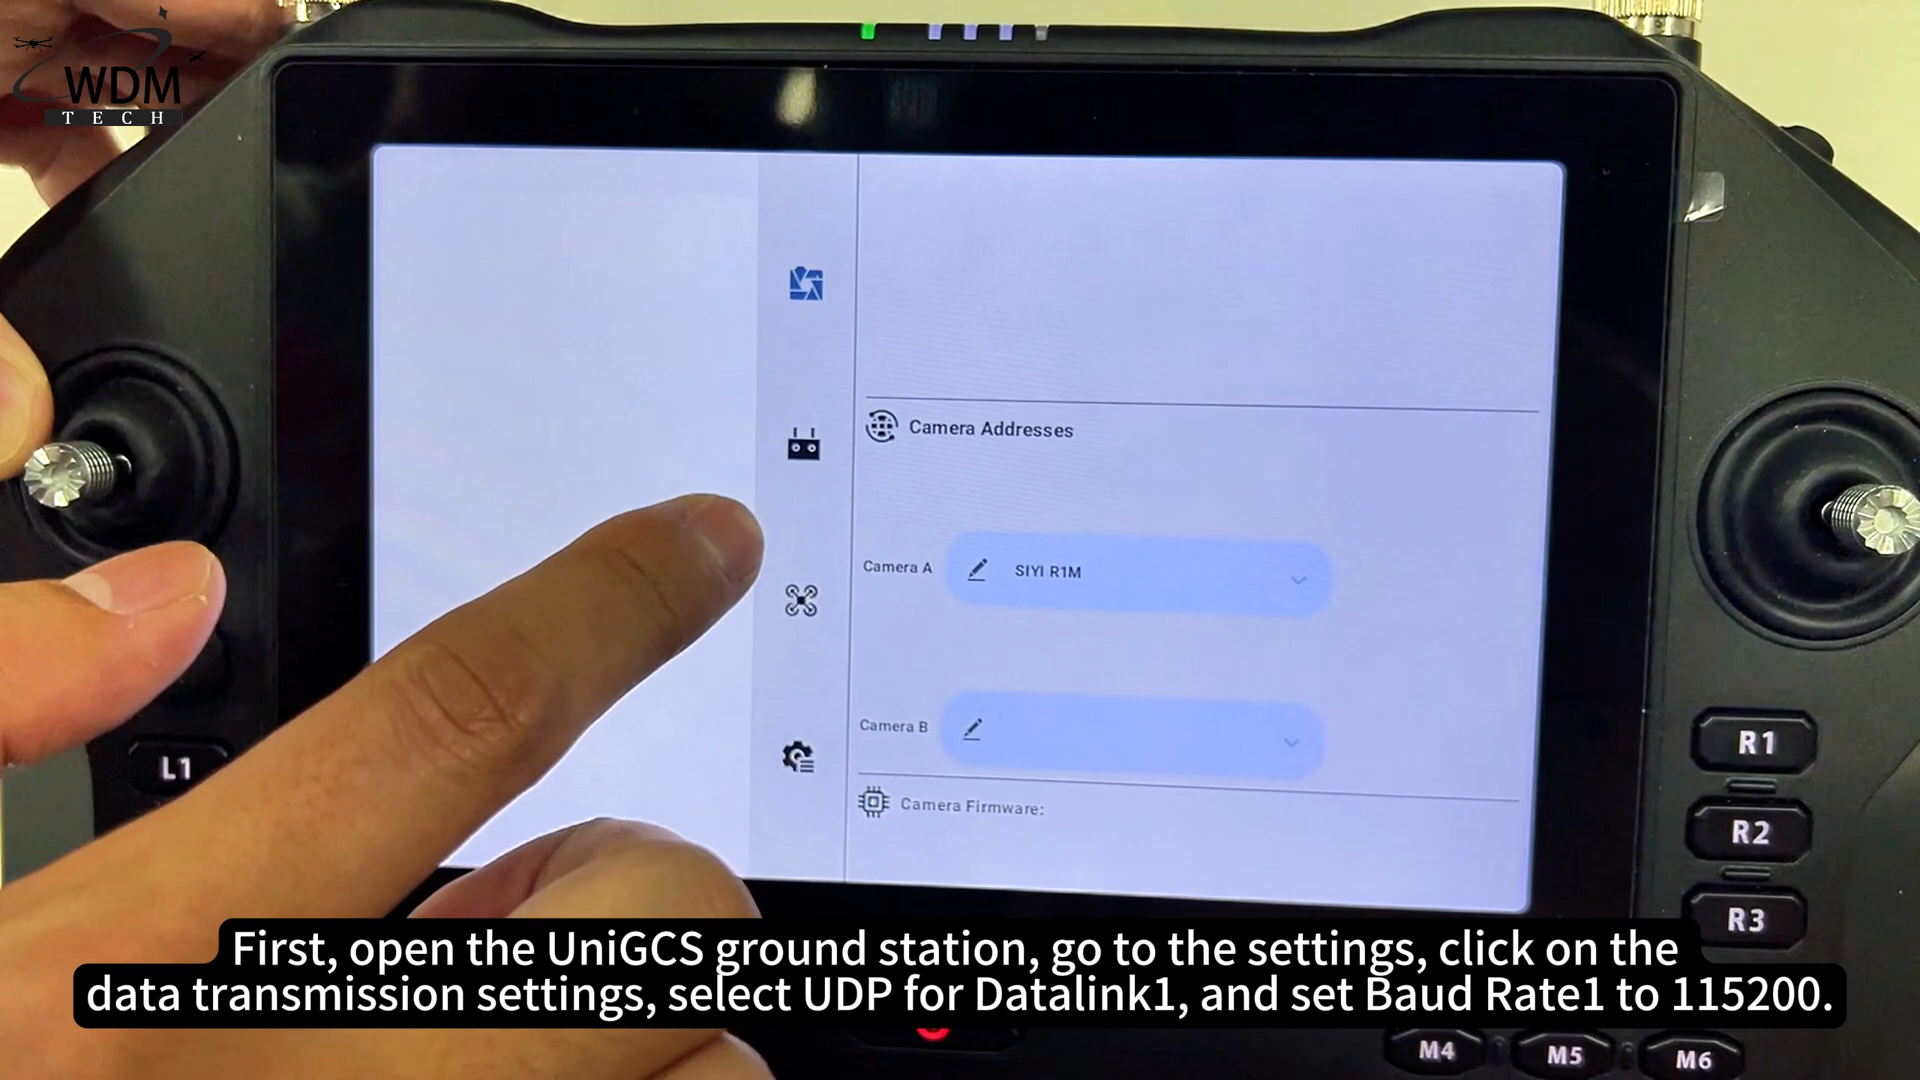 WDM
TECH
Camera Addresses
Camera A
SIYI R1M
Camera B
Camera Firmware:
L1
R1
R2
R3
First, open the UniGCS ground station, go to the settings, click on the
data transmission settings, select UDP for Datalink1, and set Baud Rate1 to 115200.
M4
M5
M6